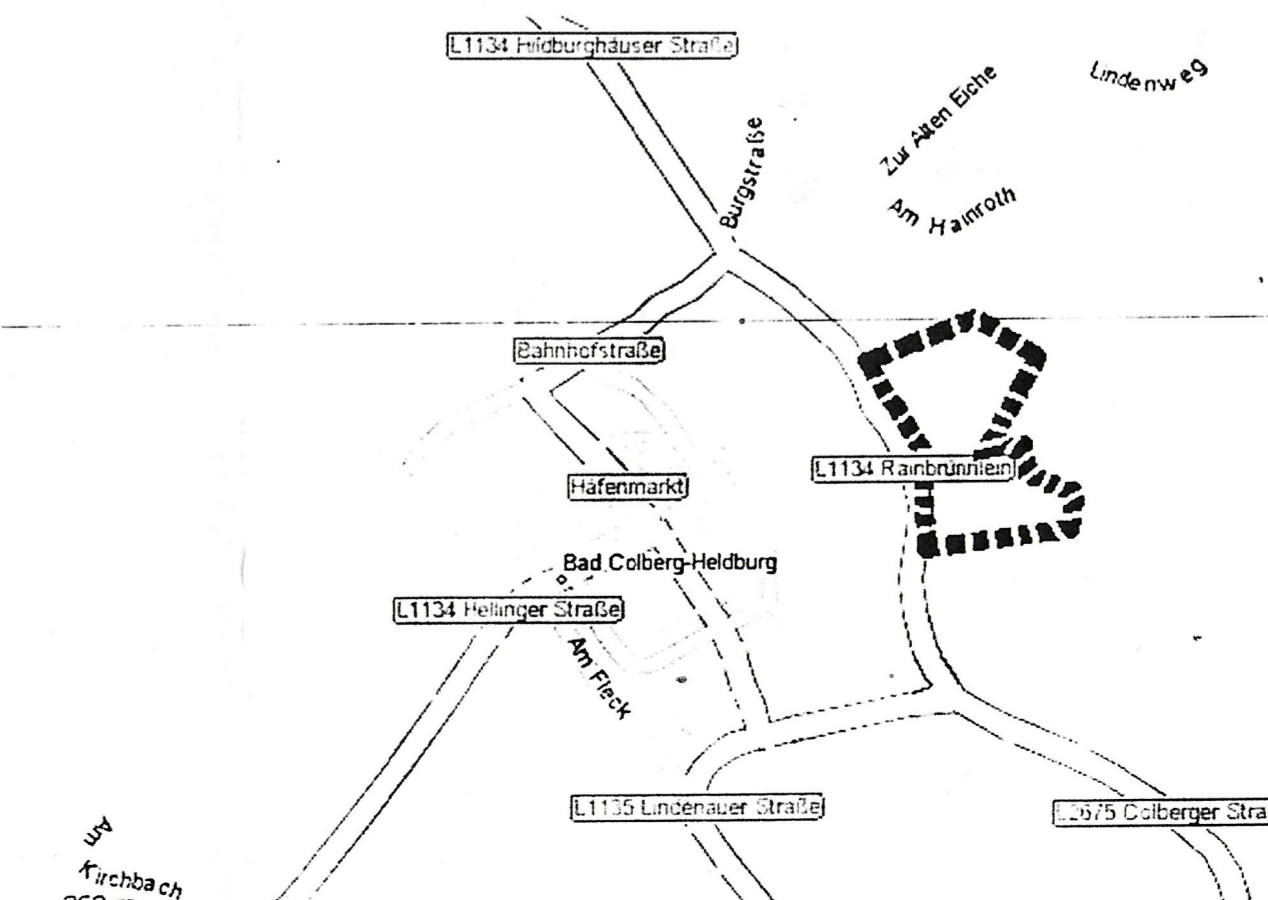 L1134 Hildburghäuser Straße
Lindenweg
Zur Alten Eiche
Burgstraße
Am Hainroth
Bahnhofstraße
L1134 Rainbrünnlein
Häfenmarkt
Bad Colberg-Heldburg
L1134 Hellinger Straße
Am Fleck
L1135 Lindenauer Straße
L2675 Colberger Stra
Am
Kirchbach